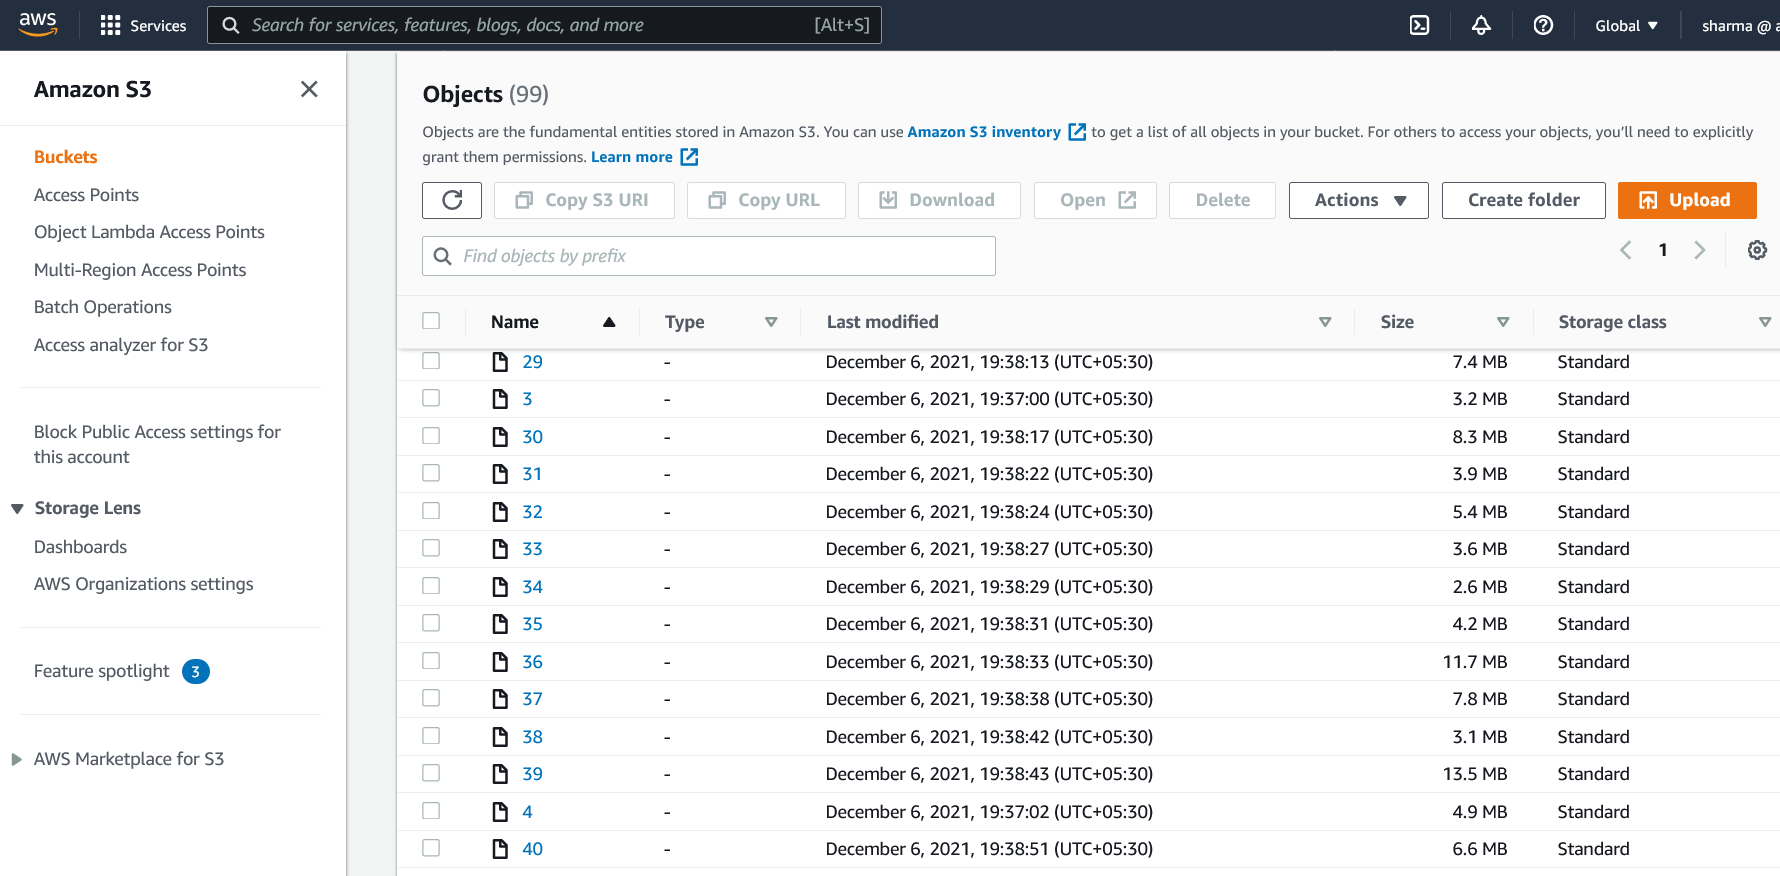 aws
Services
Search for services, features, blogs, docs, and more
[Alt+S]
Global
sharma @ a
Amazon S3
Buckets
Access Points
Object Lambda Access Points
Multi-Region Access Points
Batch Operations
Access analyzer for S3
Block Public Access settings for
this account
Storage Lens
Dashboards
AWS Organizations settings
Feature spotlight 3
AWS Marketplace for S3
Objects (99)
Objects are the fundamental entities stored in Amazon S3. You can use Amazon S3 inventory to get a list of all objects in your bucket. For others to access your objects, you’ll need to explicitly
grant them permissions. Learn more
Copy S3 URI Copy URL Download Open Delete Actions Create folder Upload
Find objects by prefix
1
Name Type Last modified Size Storage class
29 - December 6, 2021, 19:38:13 (UTC+05:30) 7.4 MB Standard
3 - December 6, 2021, 19:37:00 (UTC+05:30) 3.2 MB Standard
30 - December 6, 2021, 19:38:17 (UTC+05:30) 8.3 MB Standard
31 - December 6, 2021, 19:38:22 (UTC+05:30) 3.9 MB Standard
32 - December 6, 2021, 19:38:24 (UTC+05:30) 5.4 MB Standard
33 - December 6, 2021, 19:38:27 (UTC+05:30) 3.6 MB Standard
34 - December 6, 2021, 19:38:29 (UTC+05:30) 2.6 MB Standard
35 - December 6, 2021, 19:38:31 (UTC+05:30) 4.2 MB Standard
36 - December 6, 2021, 19:38:33 (UTC+05:30) 11.7 MB Standard
37 - December 6, 2021, 19:38:38 (UTC+05:30) 7.8 MB Standard
38 - December 6, 2021, 19:38:42 (UTC+05:30) 3.1 MB Standard
39 - December 6, 2021, 19:38:43 (UTC+05:30) 13.5 MB Standard
4 - December 6, 2021, 19:37:02 (UTC+05:30) 4.9 MB Standard
40 - December 6, 2021, 19:38:51 (UTC+05:30) 6.6 MB Standard